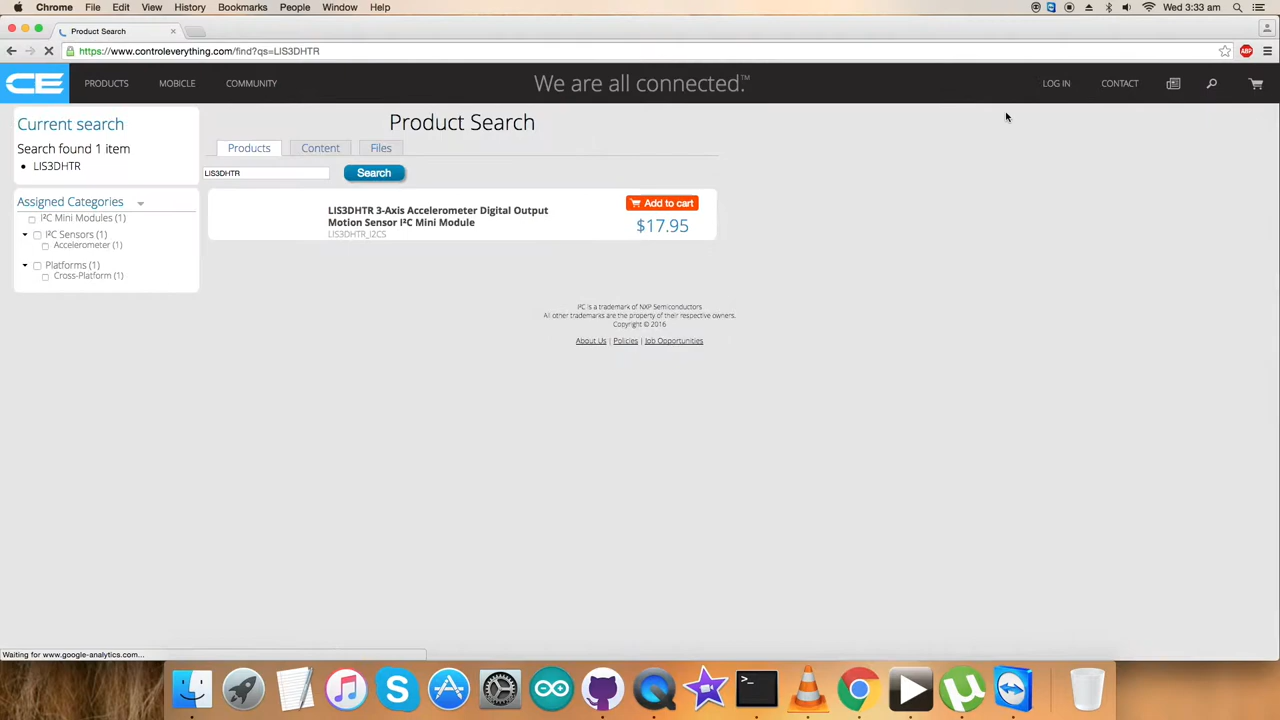 Chrome File Edit View History Bookmarks People Window Help Wed 3:33 am
Product Search
https://www.controleverything.com/find?qs=LIS3DHTR ABP
CE PRODUCTS MOBICLE COMMUNITY We are all connected.™ LOG IN CONTACT
Current search
Search found 1 item
LIS3DHTR
Assigned Categories
I²C Mini Modules (1)
I²C Sensors (1)
Accelerometer (1)
Platforms (1)
Cross-Platform (1)
Product Search
Products Content Files
LIS3DHTR Search
LIS3DHTR 3-Axis Accelerometer Digital Output
Motion Sensor I²C Mini Module
LIS3DHTR_I2CS
Add to cart
$17.95
I²C is a trademark of NXP Semiconductors
All other trademarks are the property of their respective owners.
Copyright © 2016
About Us | Policies | Job Opportunities
Waiting for www.google-analytics.com...